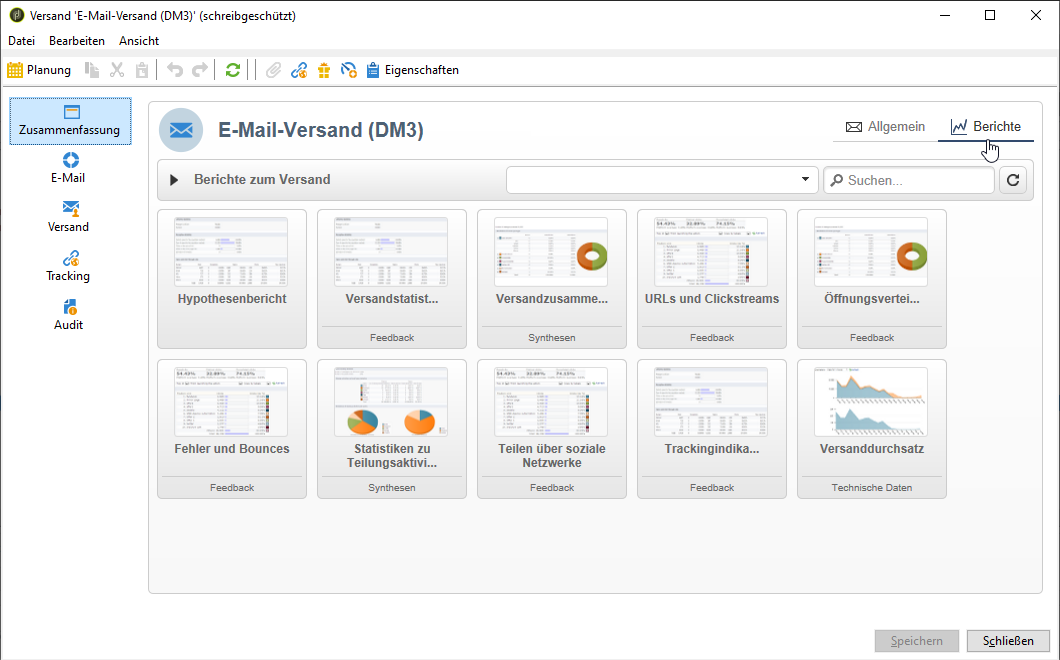 Versand 'E-Mail-Versand (DM3)' (schreibgeschützt)
Datei Bearbeiten Ansicht
Planung Eigenschaften
Zusammenfassung
E-Mail
Versand
Tracking
Audit
E-Mail-Versand (DM3)
Allgemein Berichte
Berichte zum Versand
Suchen...
Hypothesenbericht
Versandstatist...
Feedback
Versandzusamme...
Synthesen
URLs und Clickstreams
Feedback
Öffnungsvertei...
Feedback
Fehler und Bounces
Feedback
Statistiken zu
Teilungsaktivi...
Synthesen
Teilen über soziale
Netzwerke
Feedback
Trackingindika...
Feedback
Versanddurchsatz
Technische Daten
Speichern Schließen